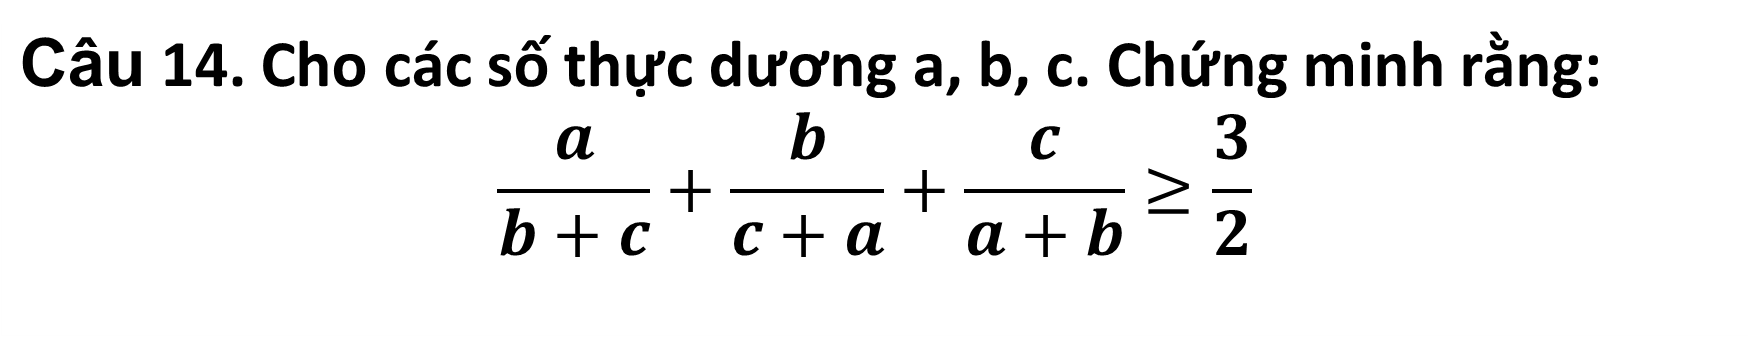 Câu 14. Cho các số thực dương a, b, c. Chứng minh rằng:
a/(b + c) + b/(c + a) + c/(a + b) ≥ 3/2